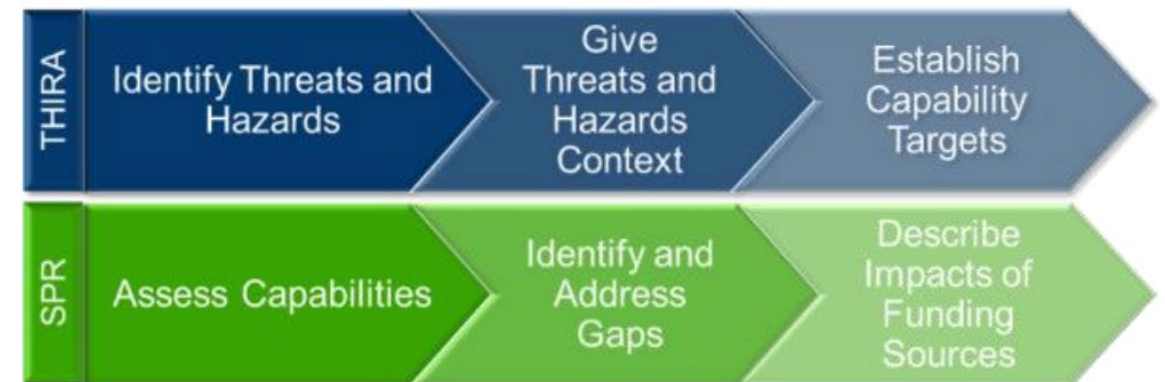 THIRA
Identify Threats and
Hazards
Give
Threats and
Hazards
Context
Establish
Capability
Targets
SPR
Assess Capabilities
Identify and
Address
Gaps
Describe
Impacts of
Funding
Sources